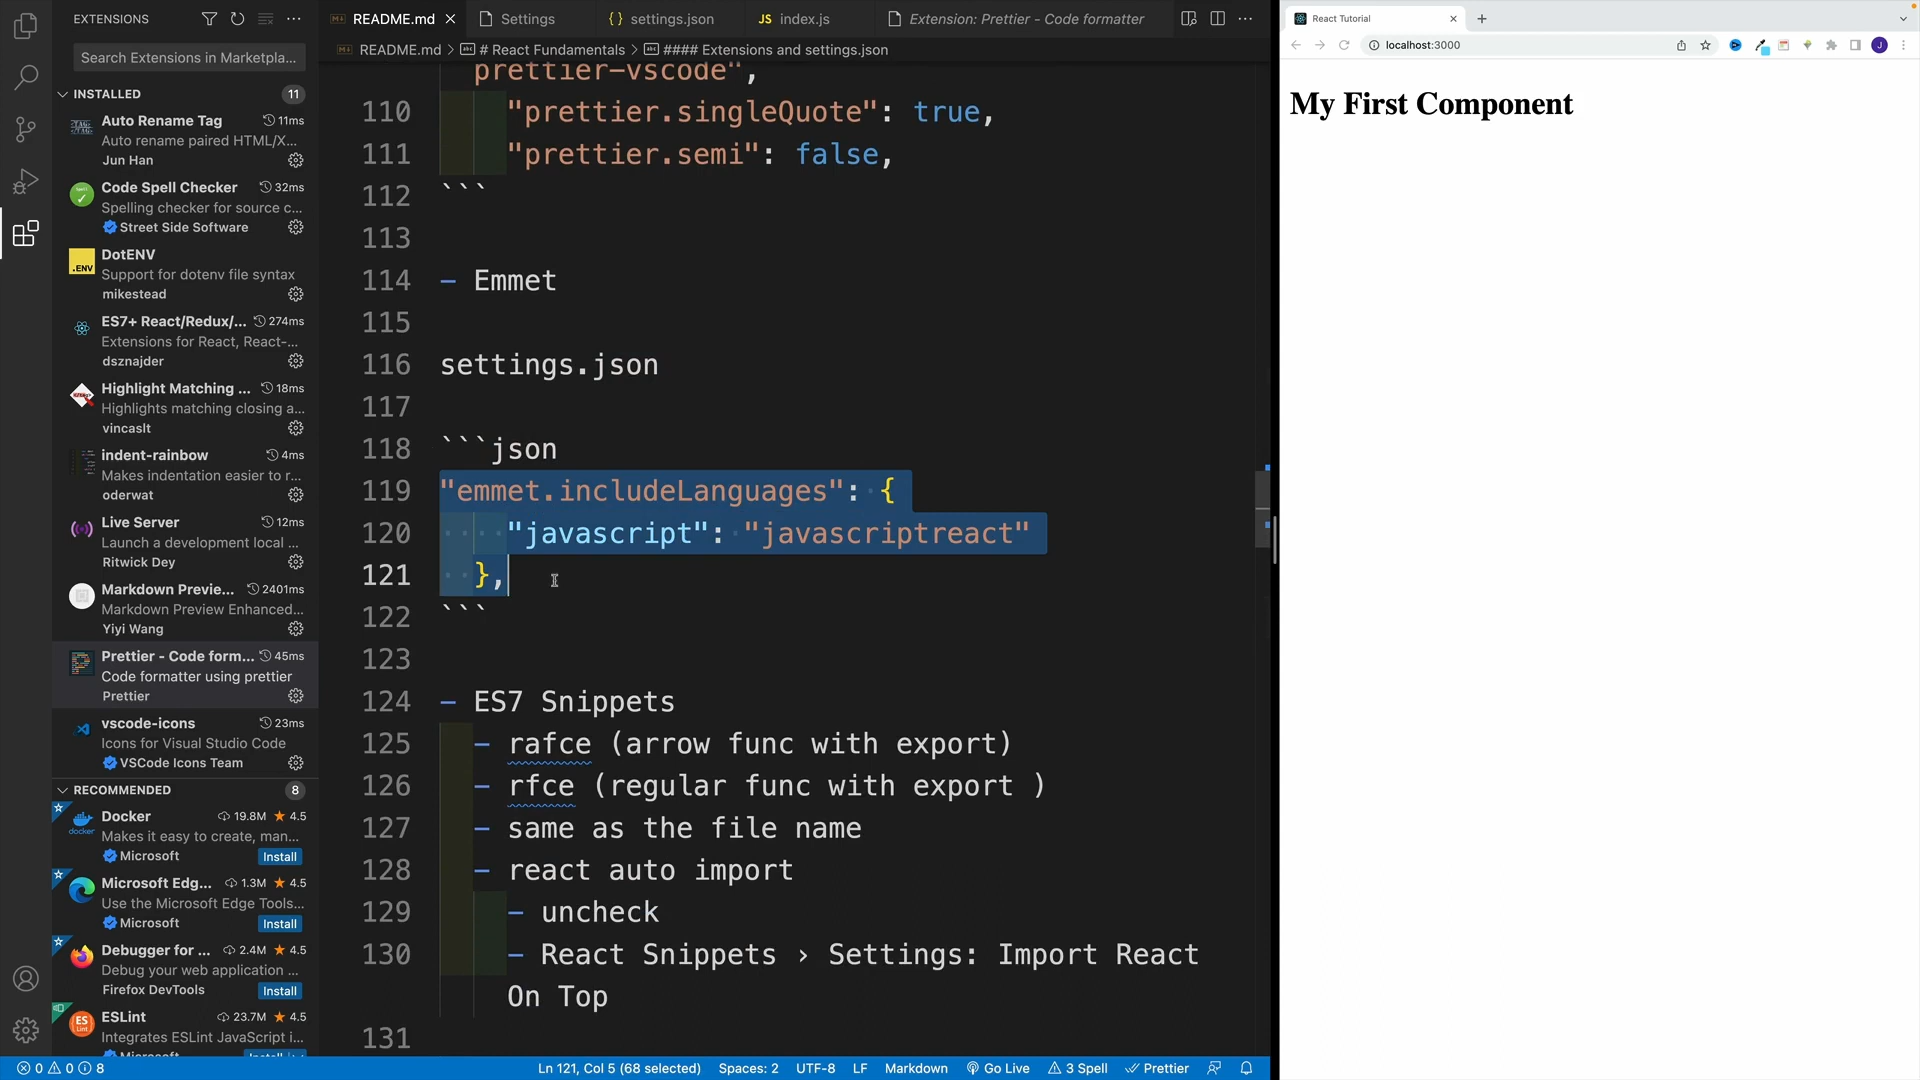 EXTENSIONS
Search Extensions in Marketpla...
INSTALLED 11
Auto Rename Tag 11ms
Auto rename paired HTML/X...
Jun Han
Code Spell Checker 32ms
Spelling checker for source c...
Street Side Software
DotENV
Support for dotenv file syntax
mikestead
ES7+ React/Redux/... 274ms
Extensions for React, React-...
dsznajder
Highlight Matching ... 18ms
Highlights matching closing a...
vincaslt
indent-rainbow 4ms
Makes indentation easier to r...
oderwat
Live Server 12ms
Launch a development local ...
Ritwick Dey
Markdown Previe... 2401ms
Markdown Preview Enhanced...
Yiyi Wang
Prettier - Code form... 45ms
Code formatter using prettier
Prettier
vscode-icons 23ms
Icons for Visual Studio Code
VSCode Icons Team
RECOMMENDED 8
Docker 19.8M ★ 4.5
Makes it easy to create, man...
Microsoft Install
Microsoft Edg... 1.3M ★ 4.5
Use the Microsoft Edge Tools...
Microsoft Install
Debugger for ... 2.4M ★ 4.5
Debug your web application ...
Firefox DevTools Install
ESLint 23.7M ★ 4.5
Integrates ESLint JavaScript i...
Microsoft Install
README.md Settings {} settings.json JS index.js Extension: Prettier - Code formatter
README.md > # React Fundamentals > #### Extensions and settings.json
prettier-vscode",
110 "prettier.singleQuote": true,
111 "prettier.semi": false,
112 ```
113
114 - Emmet
115
116 settings.json
117
118 ```json
119 "emmet.includeLanguages": {
120 "javascript": "javascriptreact"
121 },
122 ```
123
124 - ES7 Snippets
125 - rafce (arrow func with export)
126 - rfce (regular func with export )
127 - same as the file name
128 - react auto import
129 - uncheck
130 - React Snippets › Settings: Import React
On Top
131
0 0 8 Ln 121, Col 5 (68 selected) Spaces: 2 UTF-8 LF Markdown Go Live 3 Spell Prettier
React Tutorial
localhost:3000
J
My First Component